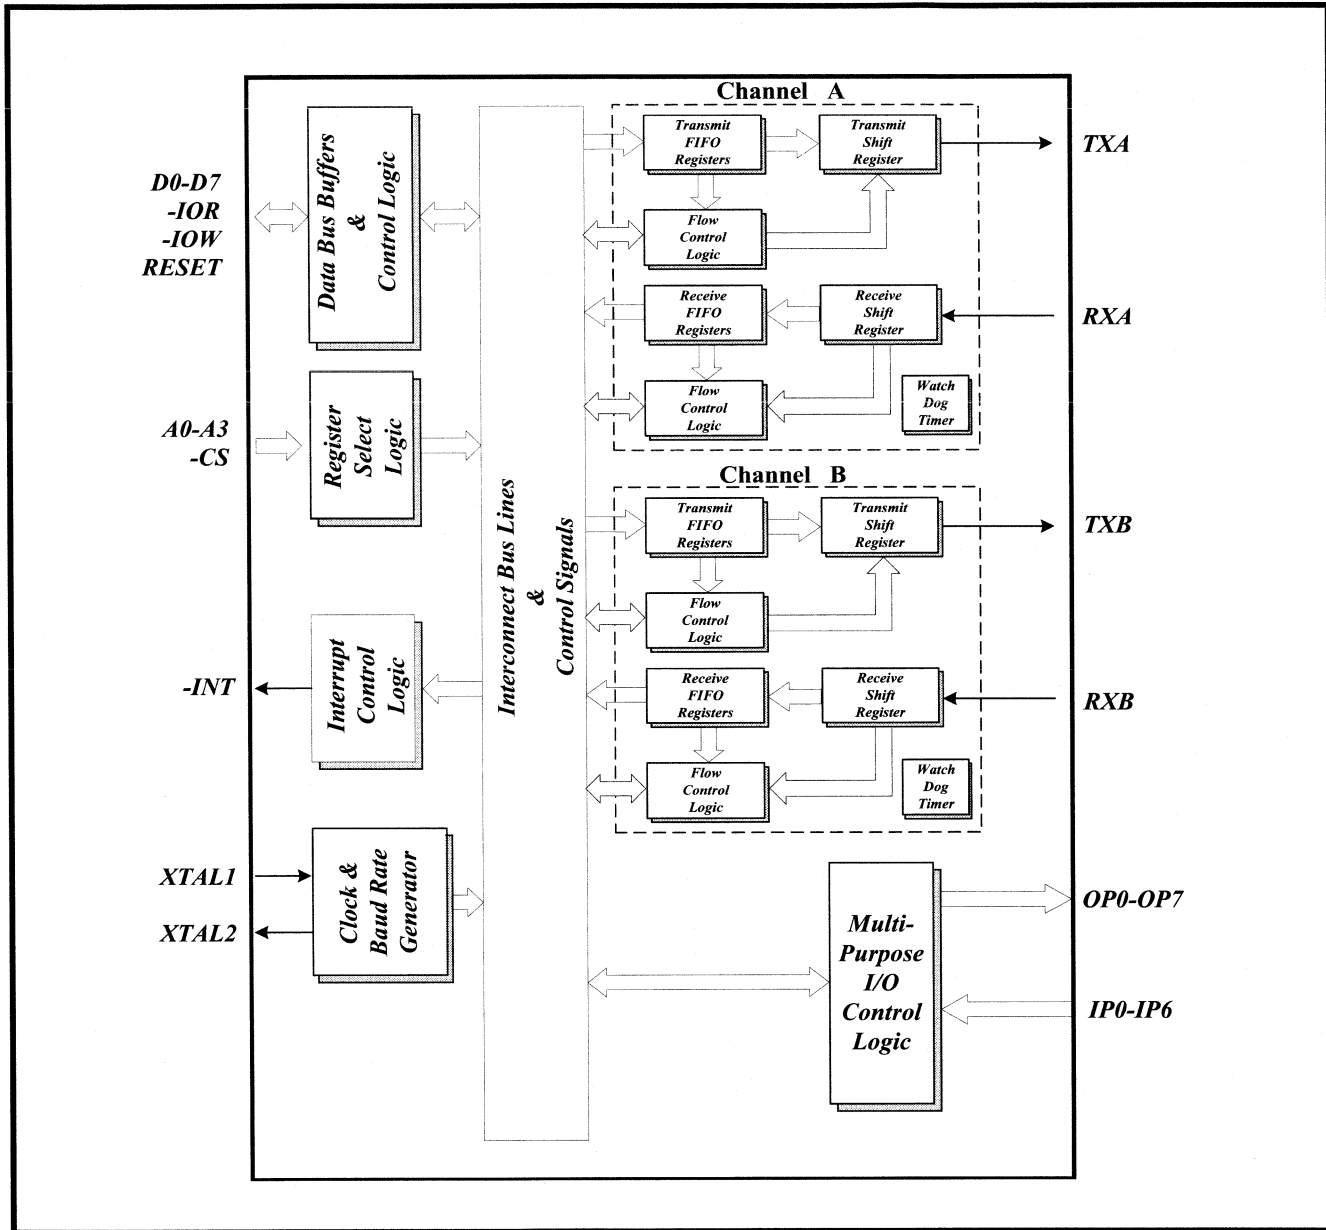 D0-D7
-IOR
-IOW
RESET
Data Bus Buffers
&
Control Logic
A0-A3
-CS
Register
Select
Logic
-INT
Interrupt
Control
Logic
XTAL1
XTAL2
Clock &
Baud Rate
Generator
Interconnect Bus Lines
&
Control Signals
Channel A
Transmit
FIFO
Registers
Transmit
Shift
Register
TXA
Flow
Control
Logic
Receive
FIFO
Registers
Receive
Shift
Register
RXA
Flow
Control
Logic
Watch
Dog
Timer
Channel B
Transmit
FIFO
Registers
Transmit
Shift
Register
TXB
Flow
Control
Logic
Receive
FIFO
Registers
Receive
Shift
Register
RXB
Flow
Control
Logic
Watch
Dog
Timer
Multi-
Purpose
I/O
Control
Logic
OP0-OP7
IP0-IP6